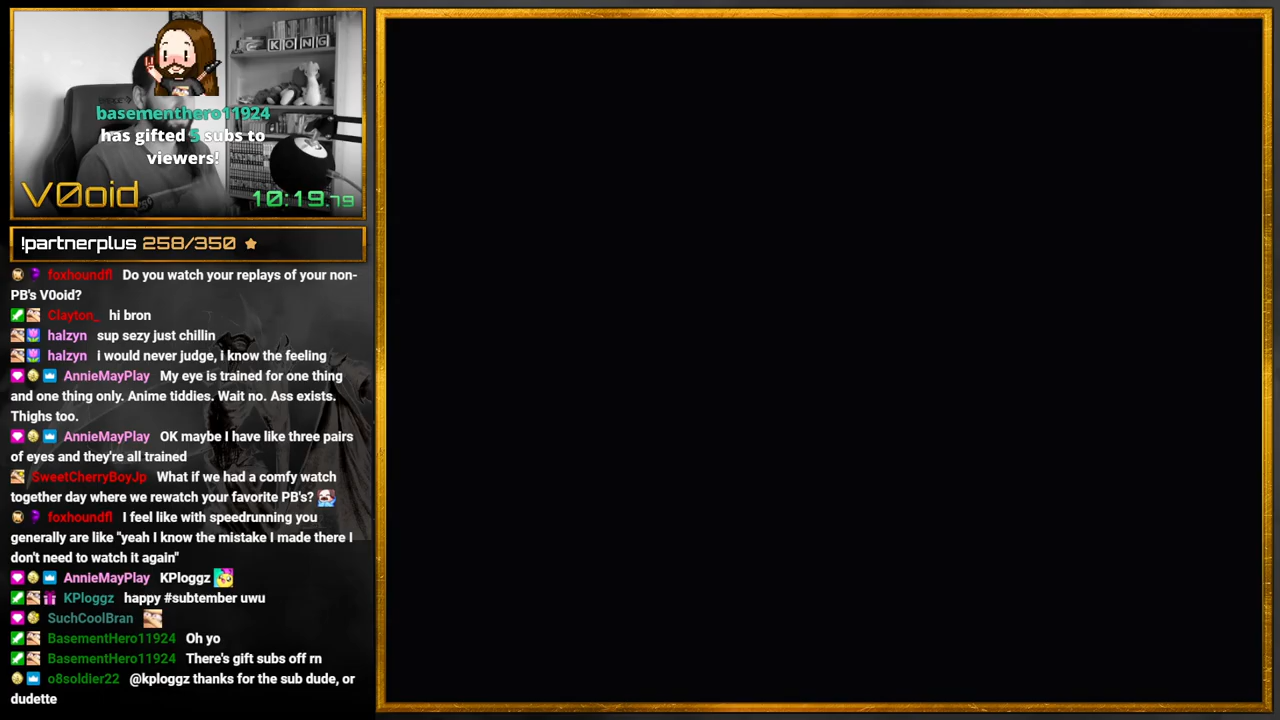 KONG
basementhero11924
has gifted 5 subs to
viewers!
V0oid
10:19.79
!partnerplus 258/350
foxhoundfl Do you watch your replays of your non-
PB's V0oid?
Clayton_ hi bron
halzyn sup sezy just chillin
halzyn i would never judge, i know the feeling
AnnieMayPlay My eye is trained for one thing
and one thing only. Anime tiddies. Wait no. Ass exists.
Thighs too.
AnnieMayPlay OK maybe I have like three pairs
of eyes and they're all trained
SweetCherryBoyJp What if we had a comfy watch
together day where we rewatch your favorite PB's?
foxhoundfl I feel like with speedrunning you
generally are like "yeah I know the mistake I made there I
don't need to watch it again"
AnnieMayPlay KPloggz
KPloggz happy #subtember uwu
SuchCoolBran
BasementHero11924 Oh yo
BasementHero11924 There's gift subs off rn
o8soldier22 @kploggz thanks for the sub dude, or
dudette